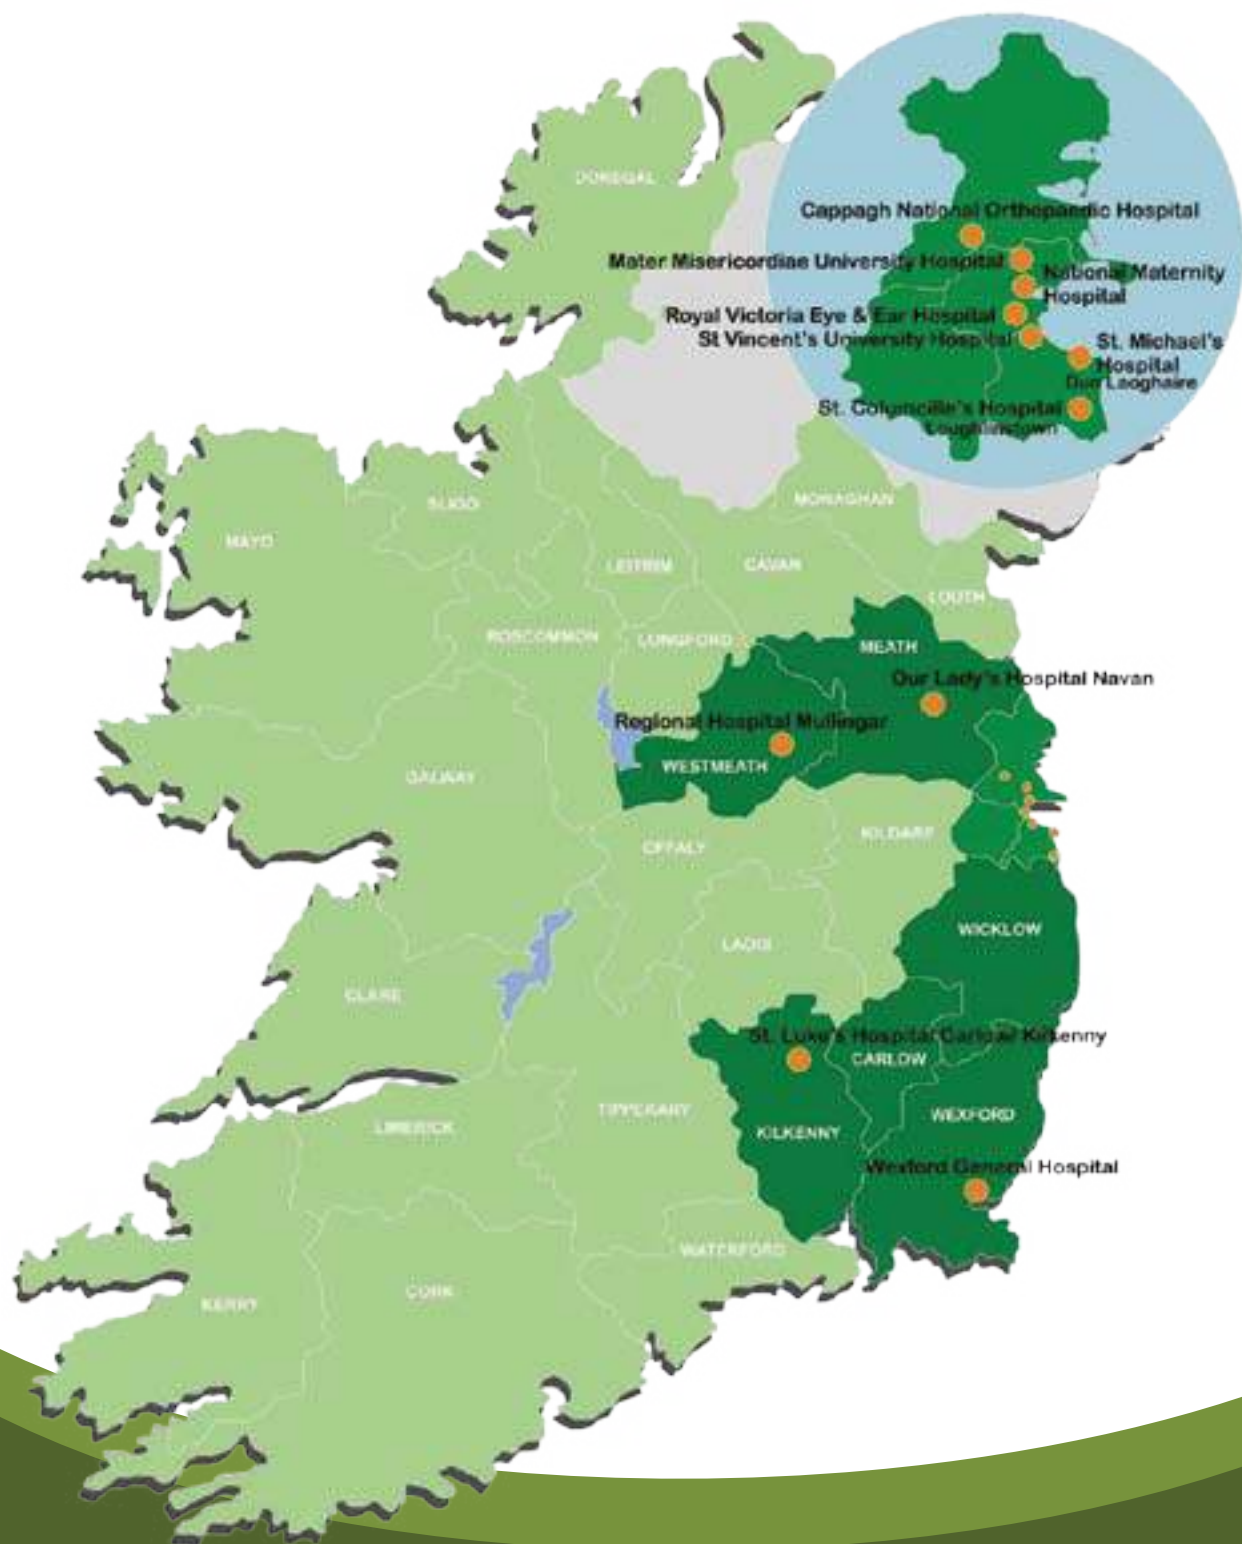 DONEGAL
Cappagh National Orthopaedic Hospital
Mater Misericordiae University Hospital
National Maternity
Hospital
Royal Victoria Eye & Ear Hospital
St Vincent's University Hospital
St. Michael's
Hospital
Dun Laoghaire
St. Columcille's Hospital
Loughlinstown
MONAGHAN
SLIGO
MAYO
LEITRIM
CAVAN
LOUTH
ROSCOMMON
LONGFORD
MEATH
Our Lady's Hospital Navan
Regional Hospital Mullingar
WESTMEATH
GALWAY
OFFALY
KILDARE
WICKLOW
LAOIS
CLARE
St. Luke's Hospital Carlow/ Kilkenny
CARLOW
TIPPERARY
WEXFORD
LIMERICK
KILKENNY
Wexford General Hospital
WATERFORD
CORK
KERRY